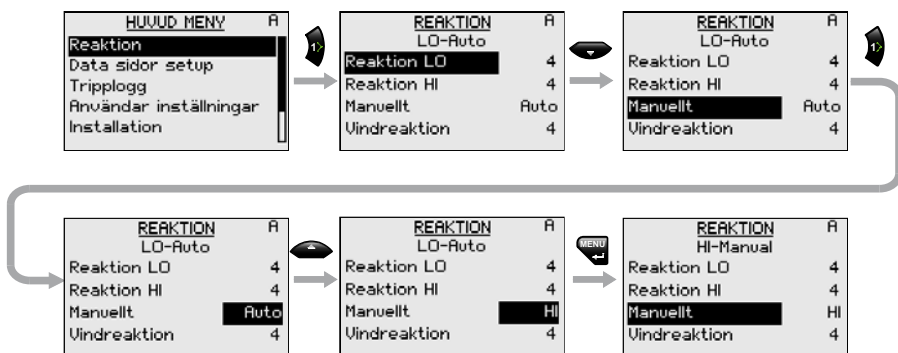 HUVUD MENY A
Reaktion
Data sidor setup
Tripplogg
Användar inställningar
Installation
1
REAKTION A
LO-Auto
Reaktion LO 4
Reaktion HI 4
Manuellt Auto
Vindreaktion 4
REAKTION A
LO-Auto
Reaktion LO 4
Reaktion HI 4
Manuellt Auto
Vindreaktion 4
1
REAKTION A
LO-Auto
Reaktion LO 4
Reaktion HI 4
Manuellt Auto
Vindreaktion 4
REAKTION A
LO-Auto
Reaktion LO 4
Reaktion HI 4
Manuellt HI
Vindreaktion 4
MENU
REAKTION A
HI-Manual
Reaktion LO 4
Reaktion HI 4
Manuellt HI
Vindreaktion 4